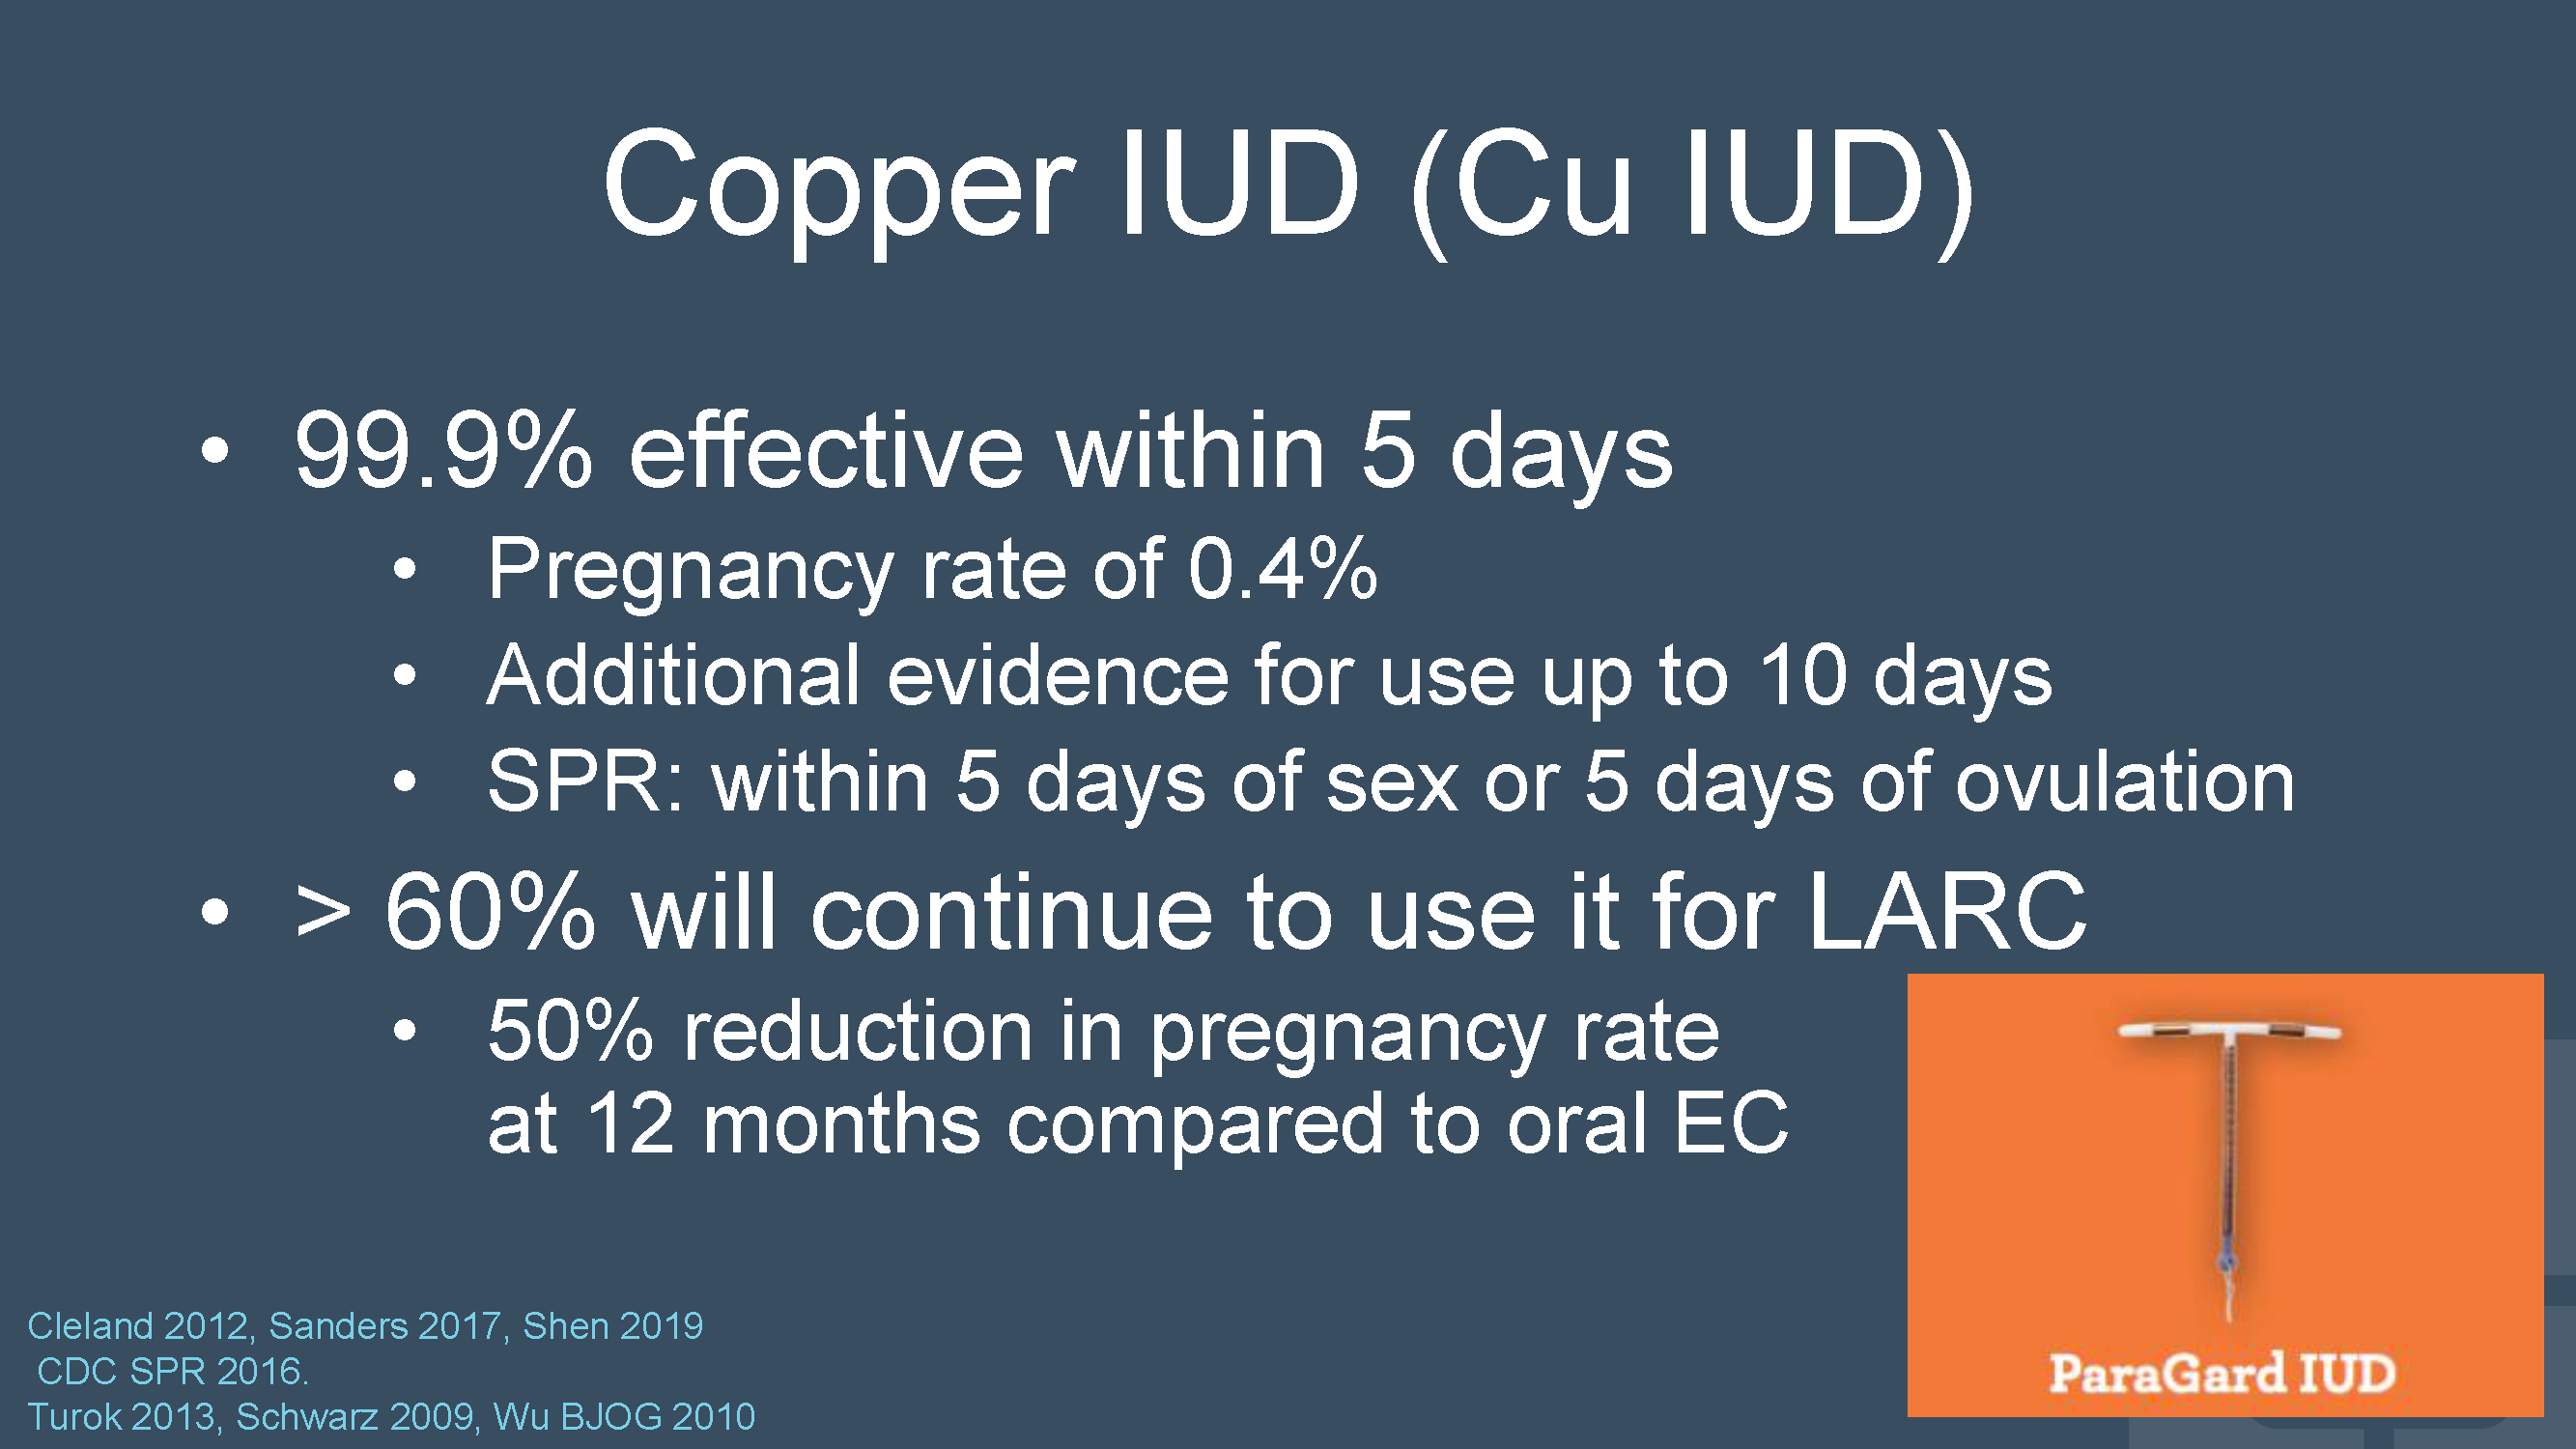 Copper IUD (Cu IUD)
• 99.9% effective within 5 days
• Pregnancy rate of 0.4%
• Additional evidence for use up to 10 days
• SPR: within 5 days of sex or 5 days of ovulation
• > 60% will continue to use it for LARC
• 50% reduction in pregnancy rate
at 12 months compared to oral EC
Cleland 2012, Sanders 2017, Shen 2019
CDC SPR 2016.
Turok 2013, Schwarz 2009, Wu BJOG 2010
ParaGard IUD